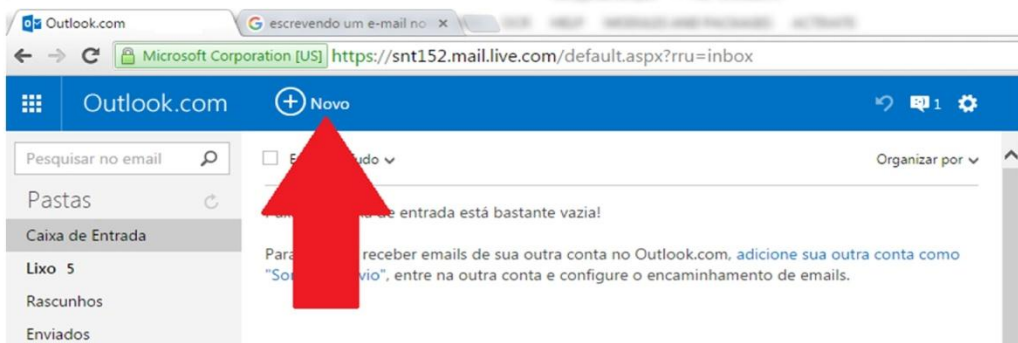 Outlook.com
escrevendo um e-mail no
Microsoft Corporation [US] https://snt152.mail.live.com/default.aspx?rru=inbox
Outlook.com
Novo
1
Pesquisar no email
udo
Organizar por
Pastas
de entrada está bastante vazia!
Caixa de Entrada
Para receber emails de sua outra conta no Outlook.com, adicione sua outra conta como
vio", entre na outra conta e configure o encaminhamento de emails.
Lixo 5
Rascunhos
Enviados